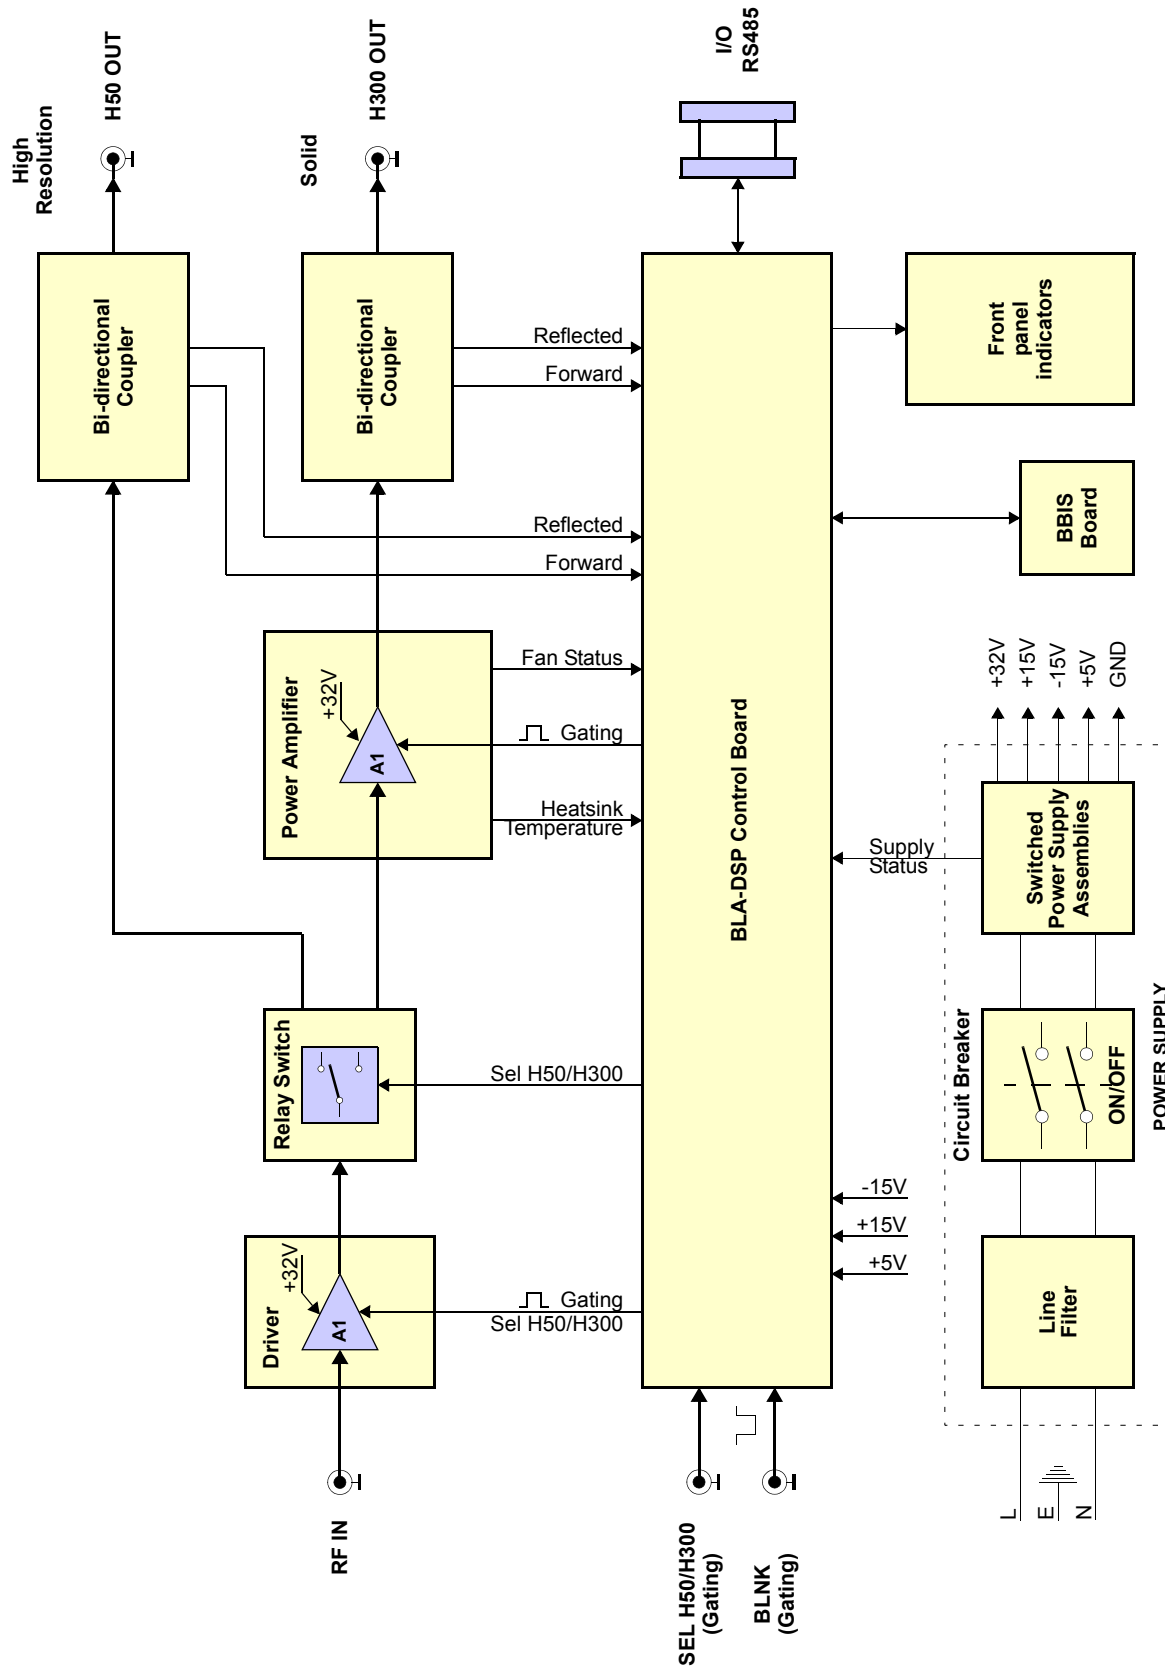 High
Resolution
H50 OUT
Solid
H300 OUT
I/O
RS485
Bi-directional
Coupler
Bi-directional
Coupler
Reflected
Forward
Reflected
Forward
Front
panel
indicators
BBIS
Board
Power Amplifier
+32V
A1
Fan Status
Gating
Heatsink
Temperature
BLA-DSP Control Board
+32V
+15V
-15V
+5V
GND
Supply
Status
Switched
Power Supply
Assemblies
Relay Switch
Sel H50/H300
Circuit Breaker
ON/OFF
POWER SUPPLY
-15V
+15V
+5V
Driver
+32V
A1
Gating
Sel H50/H300
Line
Filter
RF IN
SEL H50/H300
(Gating)
BLNK
(Gating)
L
E
N